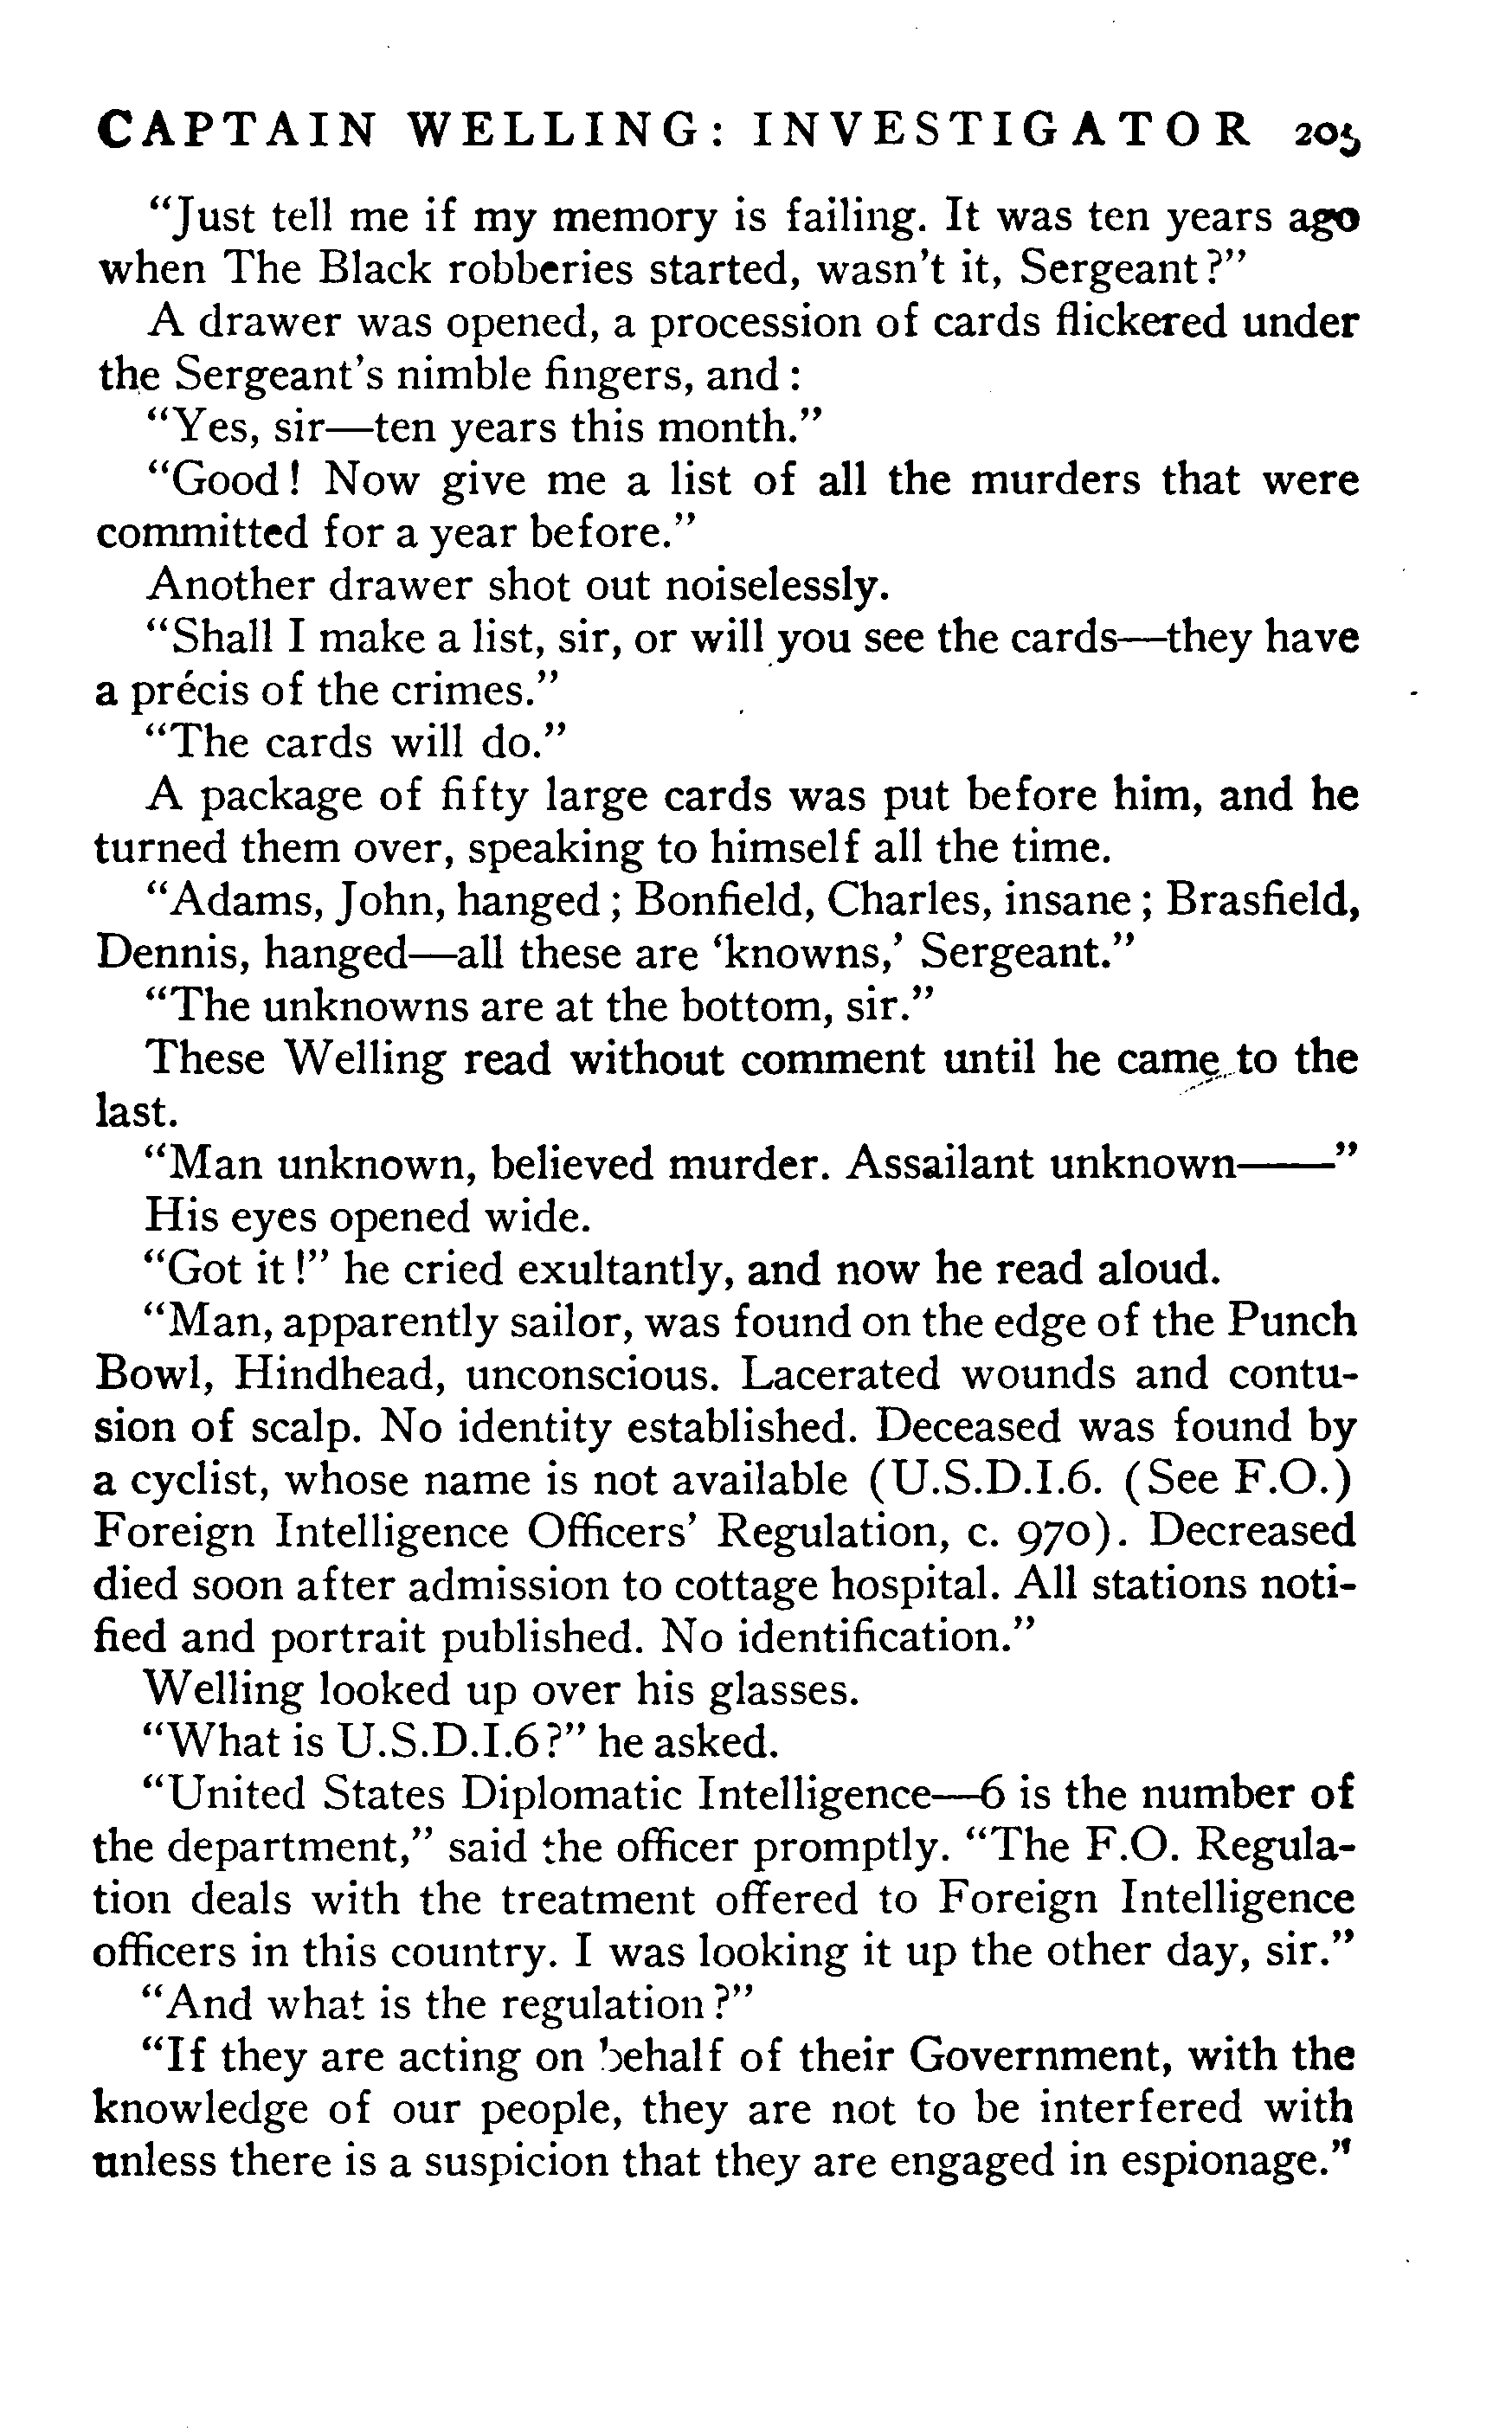 CAPTAIN WELLING: INVESTIGATOR 205
"Just tell me if my memory is failing. It was ten years ago
when The Black robberies started, wasn't it, Sergeant?"
A drawer was opened, a procession of cards flickered under
the Sergeant's nimble fingers, and:
"Yes, sir—ten years this month."
"Good! Now give me a list of all the murders that were
committed for a year before."
Another drawer shot out noiselessly.
"Shall I make a list, sir, or will you see the cards—they have
a précis of the crimes."
"The cards will do."
A package of fifty large cards was put before him, and he
turned them over, speaking to himself all the time.
"Adams, John, hanged; Bonfield, Charles, insane; Brasfield,
Dennis, hanged—all these are 'knowns,' Sergeant."
"The unknowns are at the bottom, sir."
These Welling read without comment until he came to the
last.
"Man unknown, believed murder. Assailant unknown——"
His eyes opened wide.
"Got it!" he cried exultantly, and now he read aloud.
"Man, apparently sailor, was found on the edge of the Punch
Bowl, Hindhead, unconscious. Lacerated wounds and contu-
sion of scalp. No identity established. Deceased was found by
a cyclist, whose name is not available (U.S.D.I.6. (See F.O.)
Foreign Intelligence Officers' Regulation, c. 970). Decreased
died soon after admission to cottage hospital. All stations noti-
fied and portrait published. No identification."
Welling looked up over his glasses.
"What is U.S.D.I.6?" he asked.
"United States Diplomatic Intelligence—6 is the number of
the department," said the officer promptly. "The F.O. Regula-
tion deals with the treatment offered to Foreign Intelligence
officers in this country. I was looking it up the other day, sir."
"And what is the regulation?"
"If they are acting on behalf of their Government, with the
knowledge of our people, they are not to be interfered with
unless there is a suspicion that they are engaged in espionage."